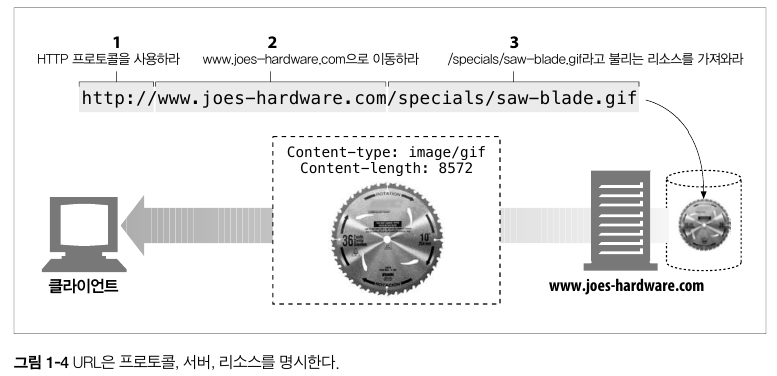 1 2 3
HTTP 프로토콜을 사용하라 www.joes-hardware.com으로 이동하라 /specials/saw-blade.gif라고 불리는 리소스를 가져와라
http://www.joes-hardware.com/specials/saw-blade.gif
Content-type: image/gif
Content-length: 8572
ROTATION
36 10"
ROTATION
클라이언트
www.joes-hardware.com
그림 1-4 URL은 프로토콜, 서버, 리소스를 명시한다.